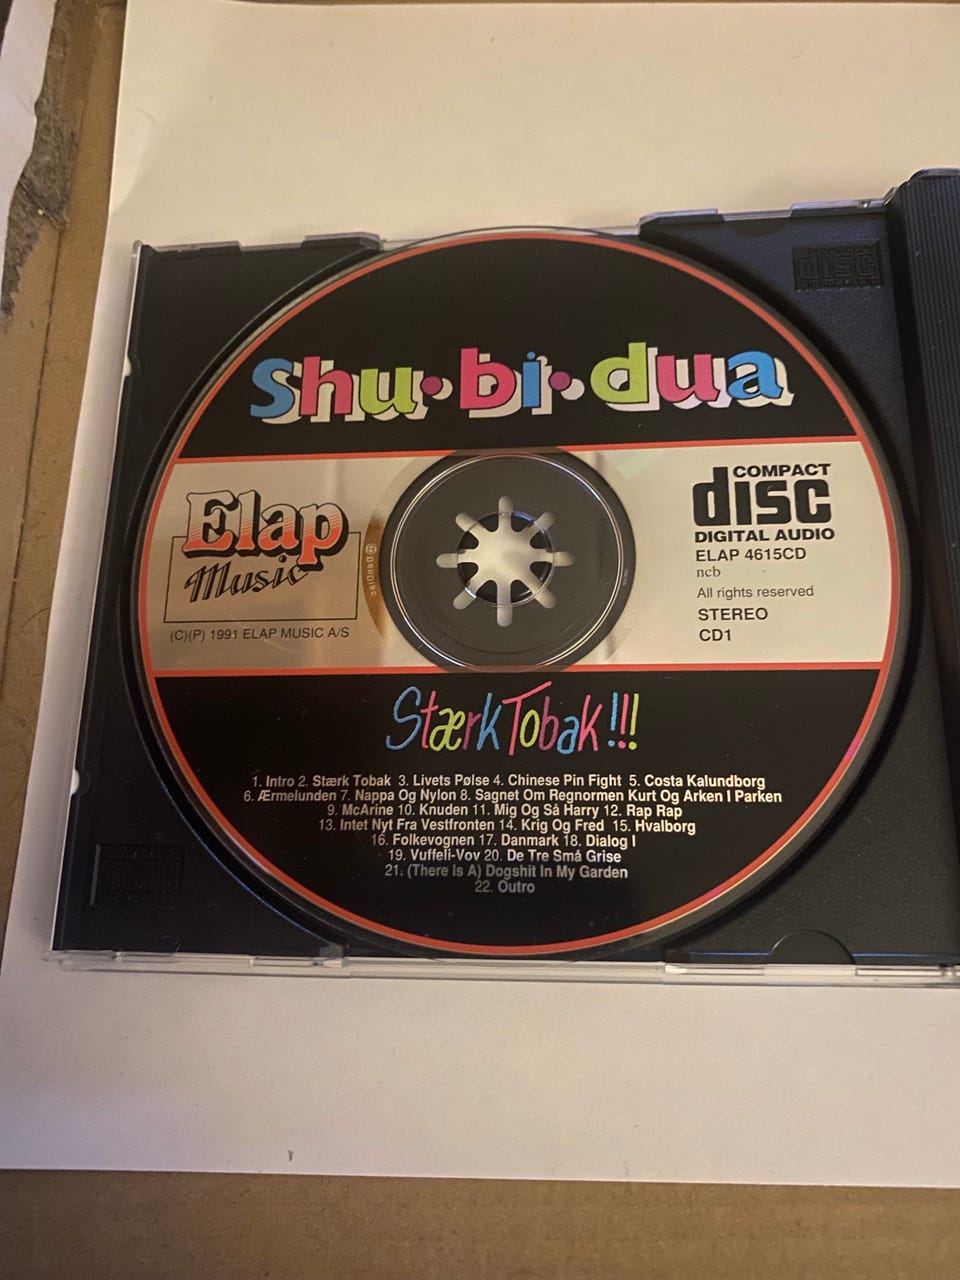 shu·bi·dua
Elap
Music
(C)(P) 1991 ELAP MUSIC A/S
© DanDisc
COMPACT
disc
DIGITAL AUDIO
ELAP 4615CD
ncb
All rights reserved
STEREO
CD1
Stærk Tobak!!!
1. Intro 2. Stærk Tobak 3. Livets Pølse 4. Chinese Pin Fight 5. Costa Kalundborg
6. Ærmelunden 7. Nappa Og Nylon 8. Sagnet Om Regnormen Kurt Og Arken I Parken
9. McArine 10. Knuden 11. Mig Og Så Harry 12. Rap Rap
13. Intet Nyt Fra Vestfronten 14. Krig Og Fred 15. Hvalborg
16. Folkevognen 17. Danmark 18. Dialog I
19. Vuffeli-Vov 20. De Tre Små Grise
21. (There Is A) Dogshit In My Garden
22. Outro